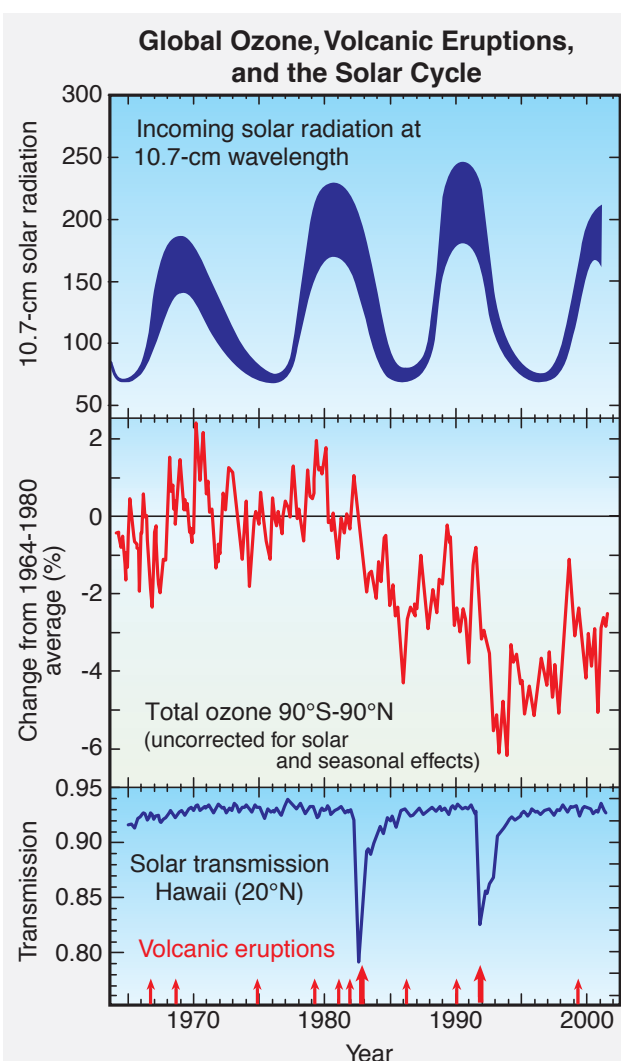 Global Ozone, Volcanic Eruptions,
and the Solar Cycle
300
250
200
150
100
50
10.7-cm solar radiation
Incoming solar radiation at
10.7-cm wavelength
2
0
-2
-4
-6
Change from 1964-1980
average (%)
Total ozone 90°S-90°N
(uncorrected for solar
and seasonal effects)
0.95
0.90
0.85
0.80
Transmission
Solar transmission
Hawaii (20°N)
Volcanic eruptions
1970 1980 1990 2000
Year